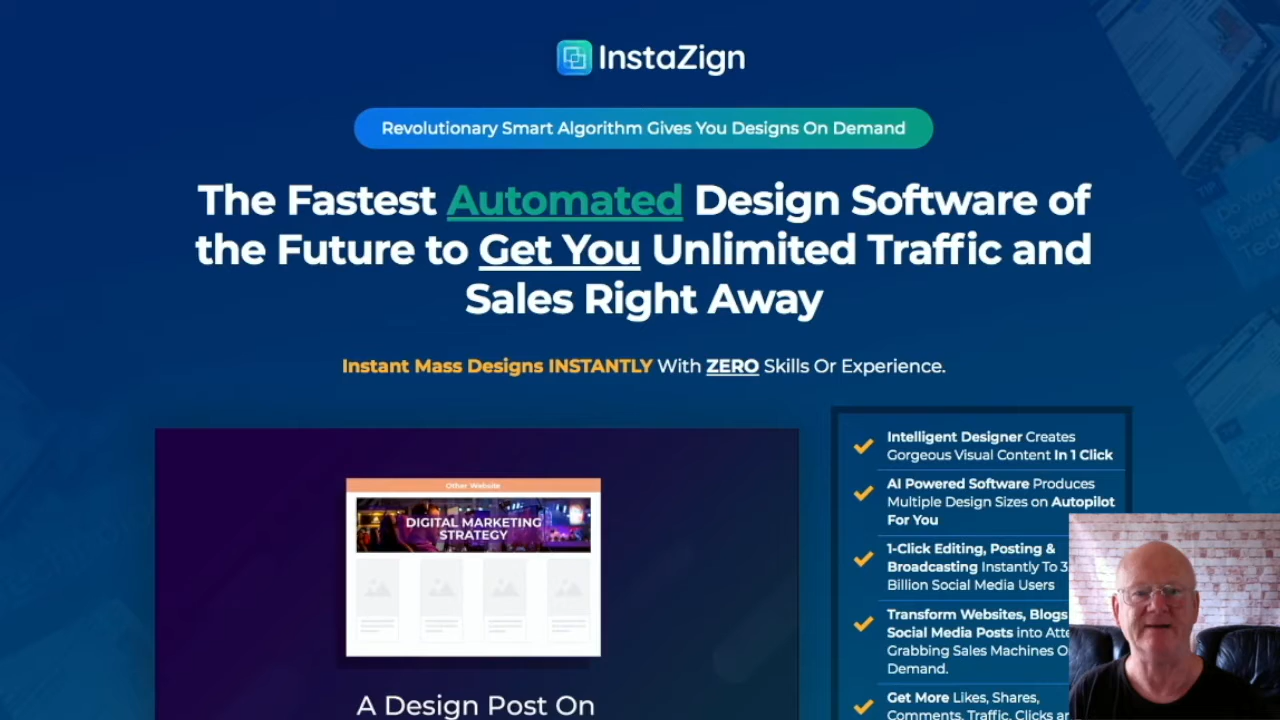 InstaZign
Revolutionary Smart Algorithm Gives You Designs On Demand
The Fastest Automated Design Software of
the Future to Get You Unlimited Traffic and
Sales Right Away
Instant Mass Designs INSTANTLY With ZERO Skills Or Experience.
Other Website
DIGITAL MARKETING
STRATEGY
A Design Post On
Intelligent Designer Creates
Gorgeous Visual Content In 1 Click
AI Powered Software Produces
Multiple Design Sizes on Autopilot
For You
1-Click Editing, Posting &
Broadcasting Instantly To 3.
Billion Social Media Users
Transform Websites, Blogs
Social Media Posts into
Grabbing Sales Machines
Demand.
Get More Likes, Shares,
Comments, Traffic, Clicks